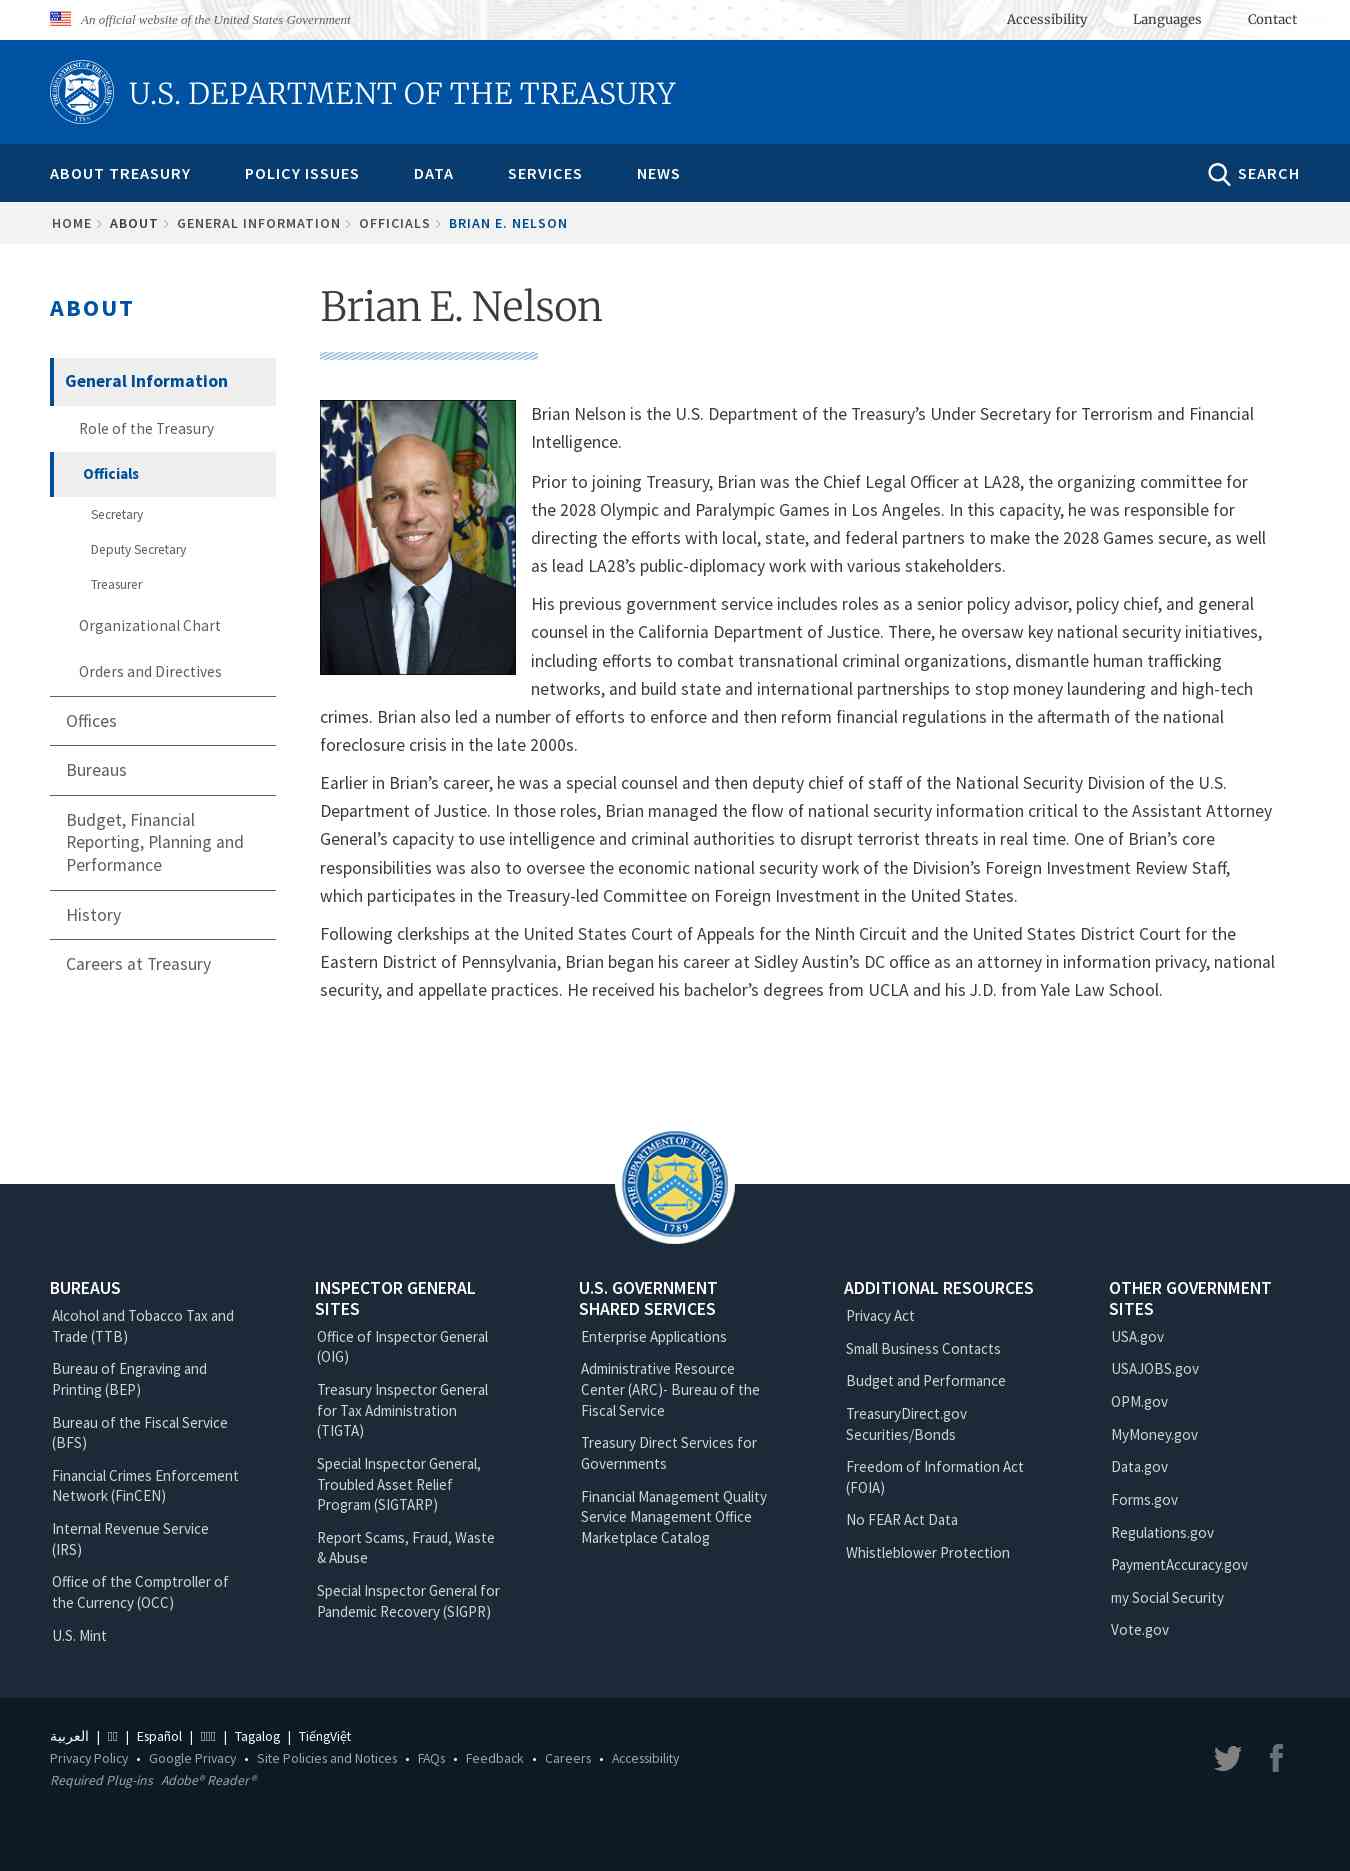 An official website of the United States Government
Accessibility Languages Contact
U.S. DEPARTMENT OF THE TREASURY
ABOUT TREASURY POLICY ISSUES DATA SERVICES NEWS SEARCH
HOME ABOUT GENERAL INFORMATION OFFICIALS BRIAN E. NELSON
ABOUT
General Information
Role of the Treasury
Officials
Secretary
Deputy Secretary
Treasurer
Organizational Chart
Orders and Directives
Offices
Bureaus
Budget, Financial
Reporting, Planning and
Performance
History
Careers at Treasury
Brian E. Nelson
Brian Nelson is the U.S. Department of the Treasury’s Under Secretary for Terrorism and Financial
Intelligence.
Prior to joining Treasury, Brian was the Chief Legal Officer at LA28, the organizing committee for
the 2028 Olympic and Paralympic Games in Los Angeles. In this capacity, he was responsible for
directing the efforts with local, state, and federal partners to make the 2028 Games secure, as well
as lead LA28’s public-diplomacy work with various stakeholders.
His previous government service includes roles as a senior policy advisor, policy chief, and general
counsel in the California Department of Justice. There, he oversaw key national security initiatives,
including efforts to combat transnational criminal organizations, dismantle human trafficking
networks, and build state and international partnerships to stop money laundering and high-tech
crimes. Brian also led a number of efforts to enforce and then reform financial regulations in the aftermath of the national
foreclosure crisis in the late 2000s.
Earlier in Brian’s career, he was a special counsel and then deputy chief of staff of the National Security Division of the U.S.
Department of Justice. In those roles, Brian managed the flow of national security information critical to the Assistant Attorney
General’s capacity to use intelligence and criminal authorities to disrupt terrorist threats in real time. One of Brian’s core
responsibilities was also to oversee the economic national security work of the Division’s Foreign Investment Review Staff,
which participates in the Treasury-led Committee on Foreign Investment in the United States.
Following clerkships at the United States Court of Appeals for the Ninth Circuit and the United States District Court for the
Eastern District of Pennsylvania, Brian began his career at Sidley Austin’s DC office as an attorney in information privacy, national
security, and appellate practices. He received his bachelor’s degrees from UCLA and his J.D. from Yale Law School.
THE DEPARTMENT OF THE TREASURY
1789
BUREAUS
Alcohol and Tobacco Tax and
Trade (TTB)
Bureau of Engraving and
Printing (BEP)
Bureau of the Fiscal Service
(BFS)
Financial Crimes Enforcement
Network (FinCEN)
Internal Revenue Service
(IRS)
Office of the Comptroller of
the Currency (OCC)
U.S. Mint
INSPECTOR GENERAL
SITES
Office of Inspector General
(OIG)
Treasury Inspector General
for Tax Administration
(TIGTA)
Special Inspector General,
Troubled Asset Relief
Program (SIGTARP)
Report Scams, Fraud, Waste
& Abuse
Special Inspector General for
Pandemic Recovery (SIGPR)
U.S. GOVERNMENT
SHARED SERVICES
Enterprise Applications
Administrative Resource
Center (ARC)- Bureau of the
Fiscal Service
Treasury Direct Services for
Governments
Financial Management Quality
Service Management Office
Marketplace Catalog
ADDITIONAL RESOURCES
Privacy Act
Small Business Contacts
Budget and Performance
TreasuryDirect.gov
Securities/Bonds
Freedom of Information Act
(FOIA)
No FEAR Act Data
Whistleblower Protection
OTHER GOVERNMENT
SITES
USA.gov
USAJOBS.gov
OPM.gov
MyMoney.gov
Data.gov
Forms.gov
Regulations.gov
PaymentAccuracy.gov
my Social Security
Vote.gov
العربية | | Español | | Tagalog | TiếngViệt
Privacy Policy • Google Privacy • Site Policies and Notices • FAQs • Feedback • Careers • Accessibility
Required Plug-ins Adobe® Reader®